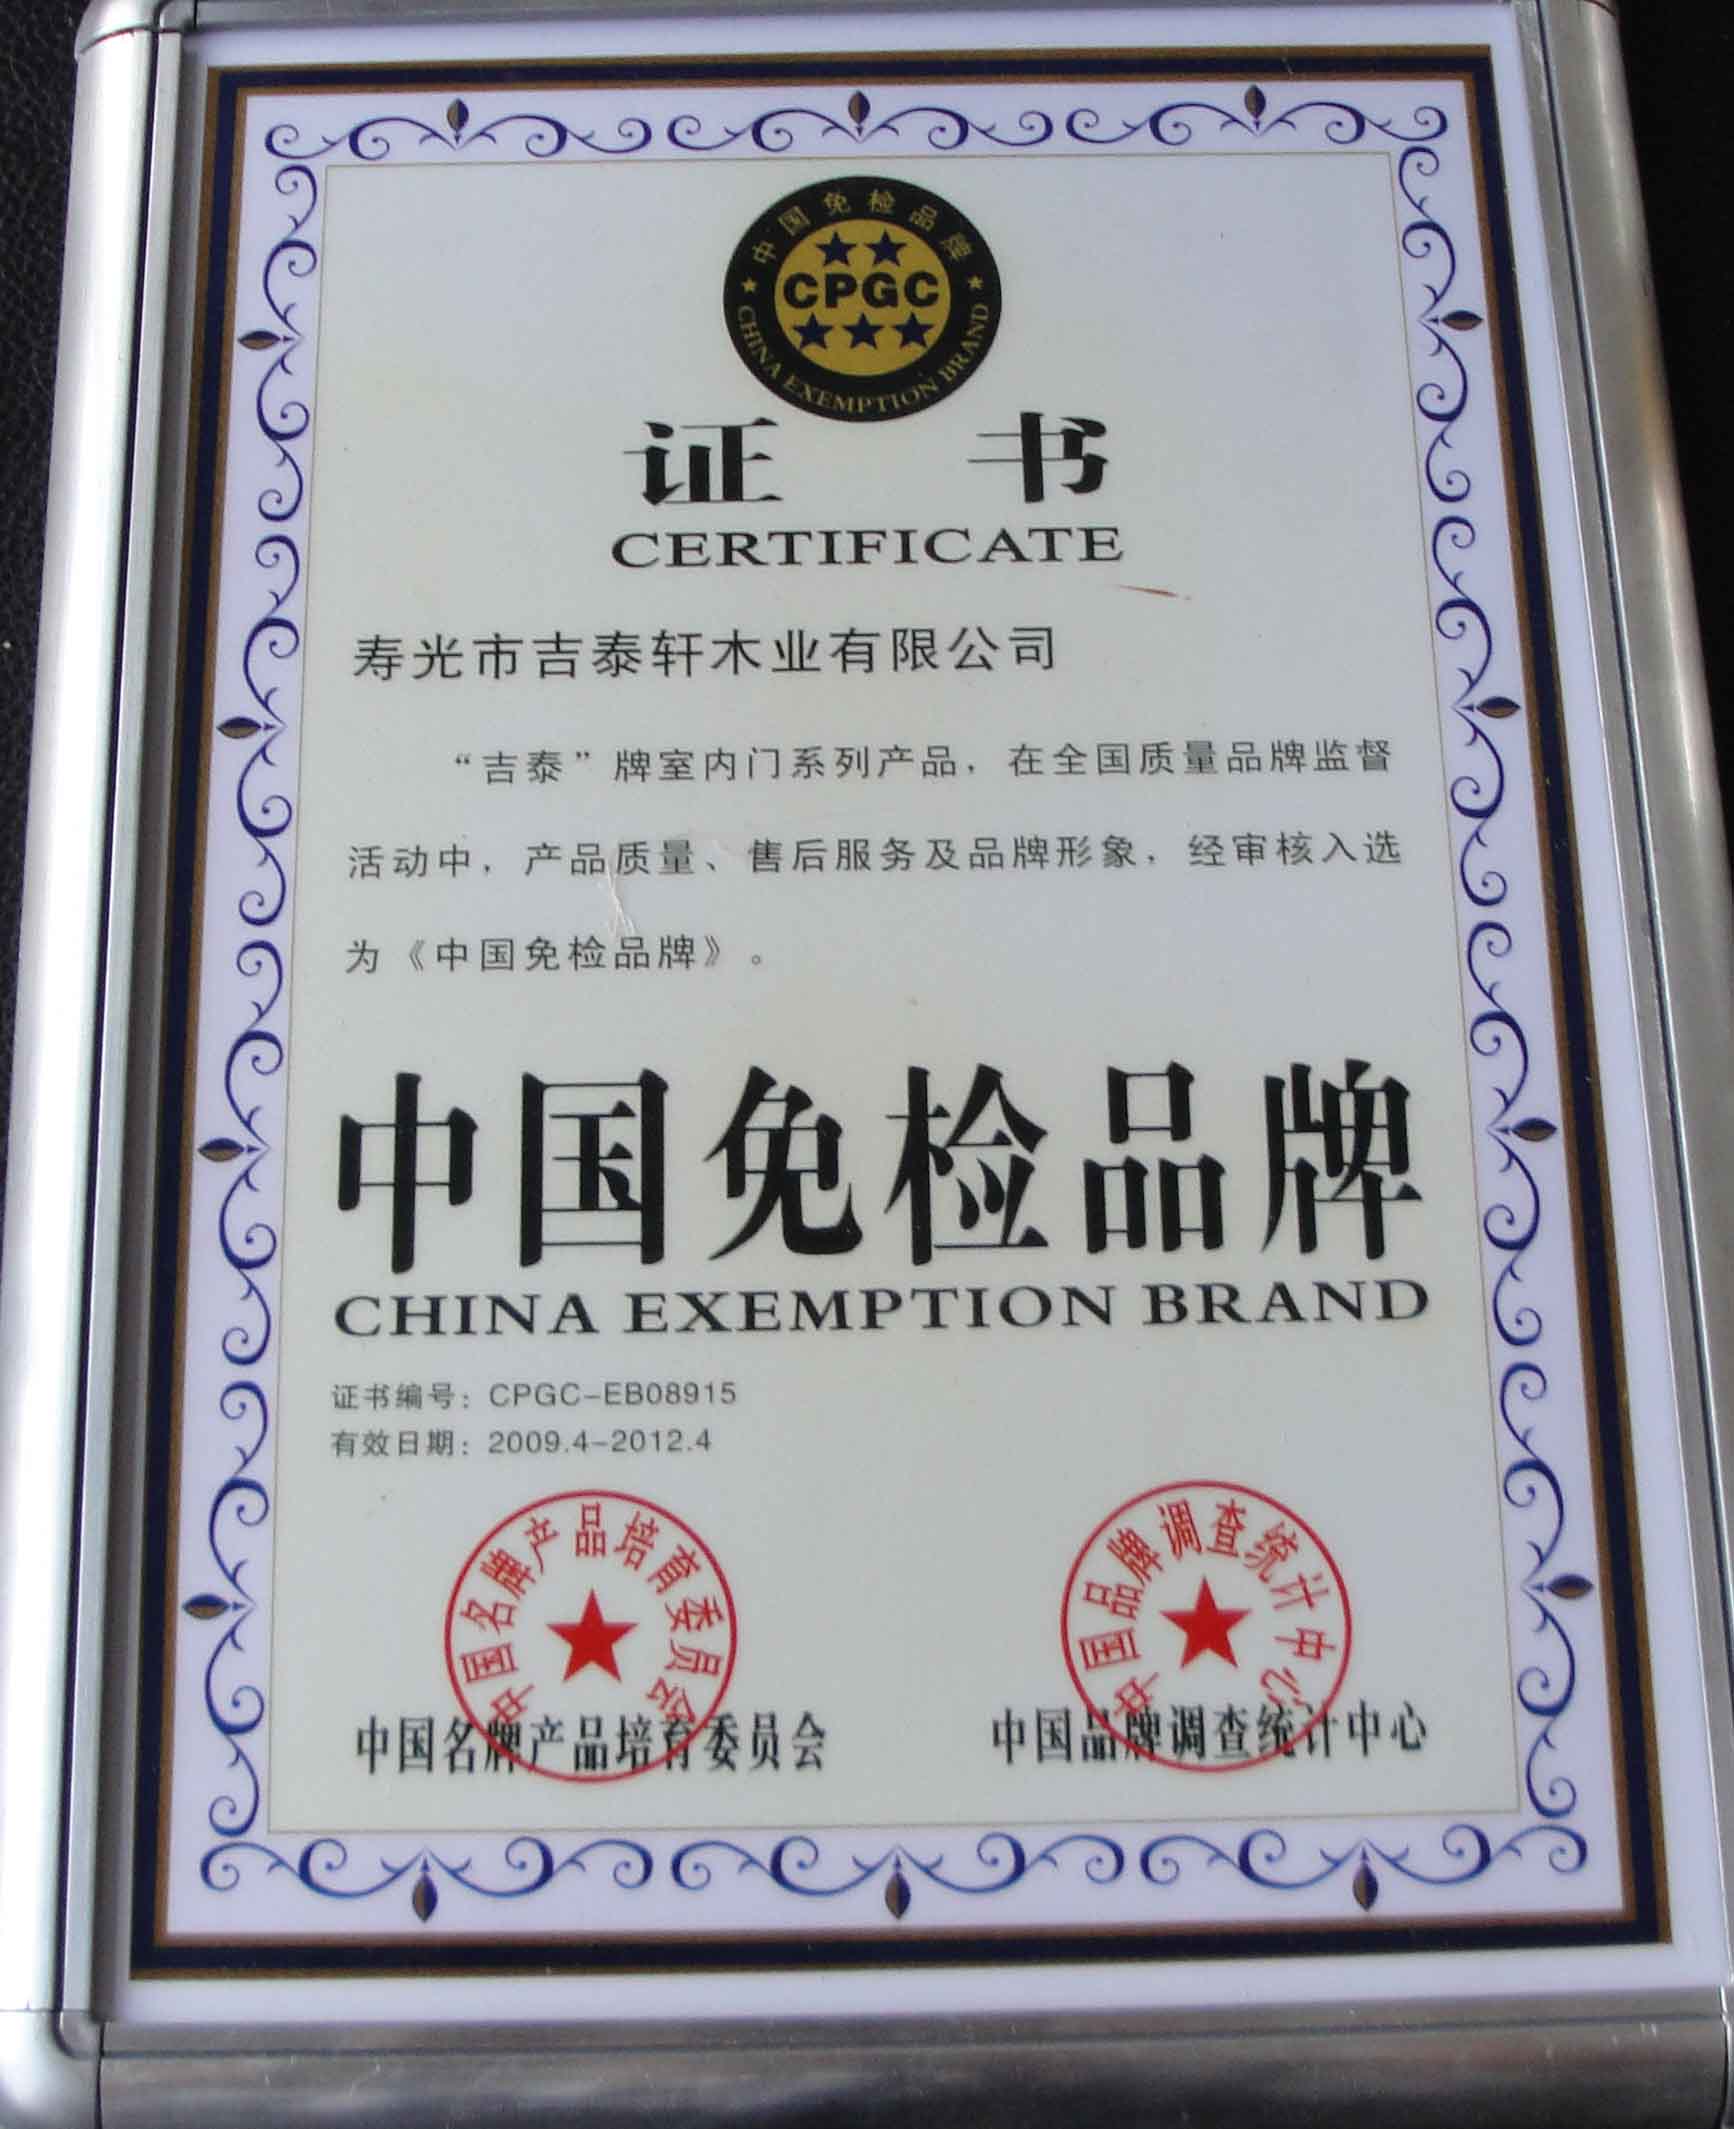 中国免检品牌
CPGC
CHINA EXEMPTION BRAND
证 书
CERTIFICATE
寿光市吉泰轩木业有限公司
“吉泰”牌室内门系列产品，在全国质量品牌监督
活动中，产品质量、售后服务及品牌形象，经审核入选
为《中国免检品牌》。
中国免检品牌
CHINA EXEMPTION BRAND
证书编号：CPGC-EB08915
有效日期：2009.4-2012.4
中国名牌产品培育委员会
中国品牌调查统计中心
中国名牌产品培育委员会
中国品牌调查统计中心